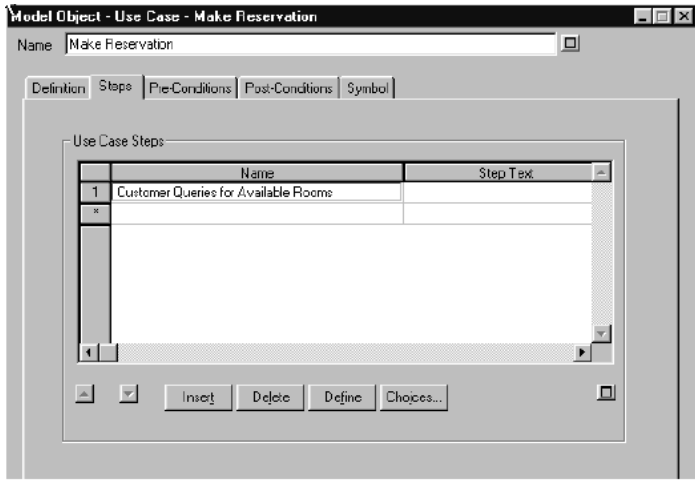 Model Object - Use Case - Make Reservation
Name Make Reservation
Definition Steps Pre-Conditions Post-Conditions Symbol
Use Case Steps
Name Step Text
1 Customer Queries for Available Rooms
*
Insert Delete Define Choices...